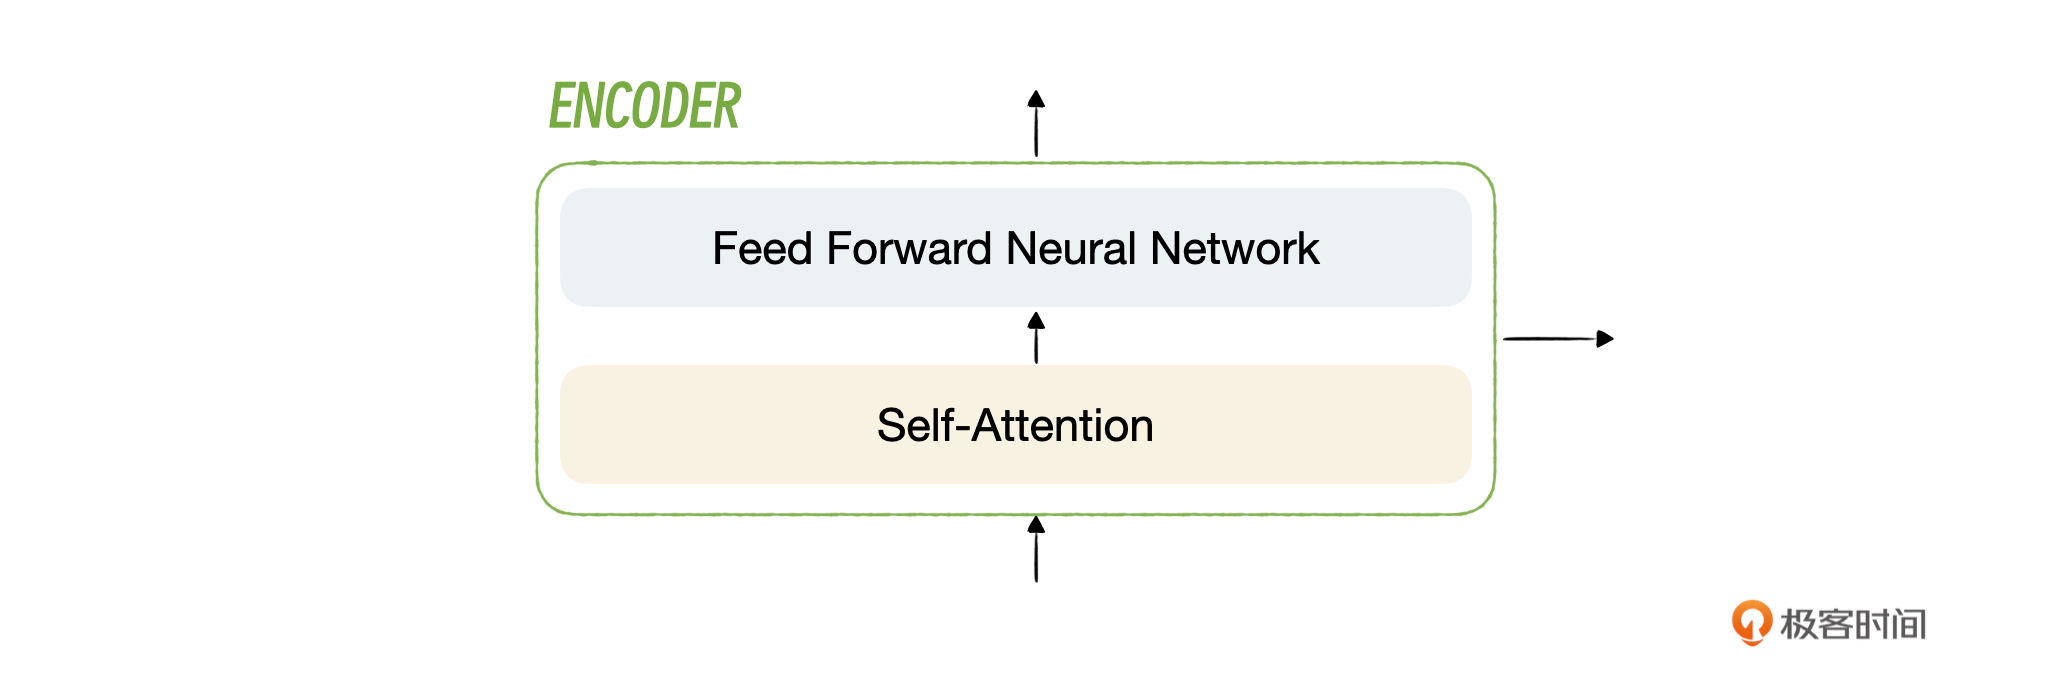 ENCODER
Feed Forward Neural Network
Self-Attention
极客时间